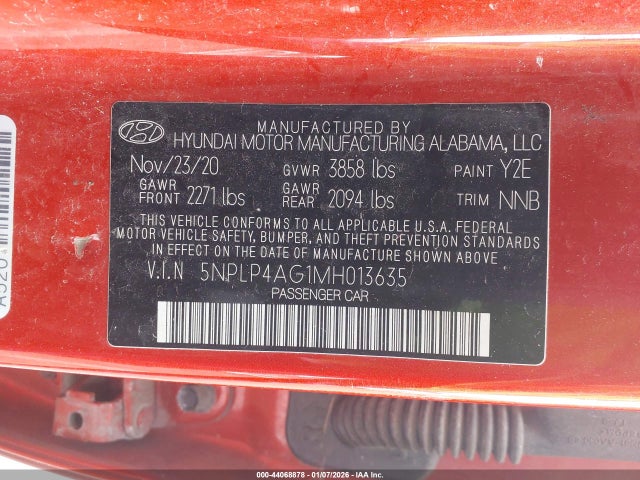 MANUFACTURED BY
HYUNDAI MOTOR MANUFACTURING ALABAMA, LLC
Nov/23/20 GVWR 3858 lbs PAINT Y2E
GAWR FRONT 2271 lbs GAWR REAR 2094 lbs TRIM NNB
THIS VEHICLE CONFORMS TO ALL APPLICABLE U.S.A. FEDERAL
MOTOR VEHICLE SAFETY, BUMPER, AND THEFT PREVENTION STANDARDS
IN EFFECT ON THE DATE OF MANUFACTURE SHOWN ABOVE.
V.I.N 5NPLP4AG1MH013635
PASSENGER CAR
000-44068878 - 01/07/2026 - IAAI.COM